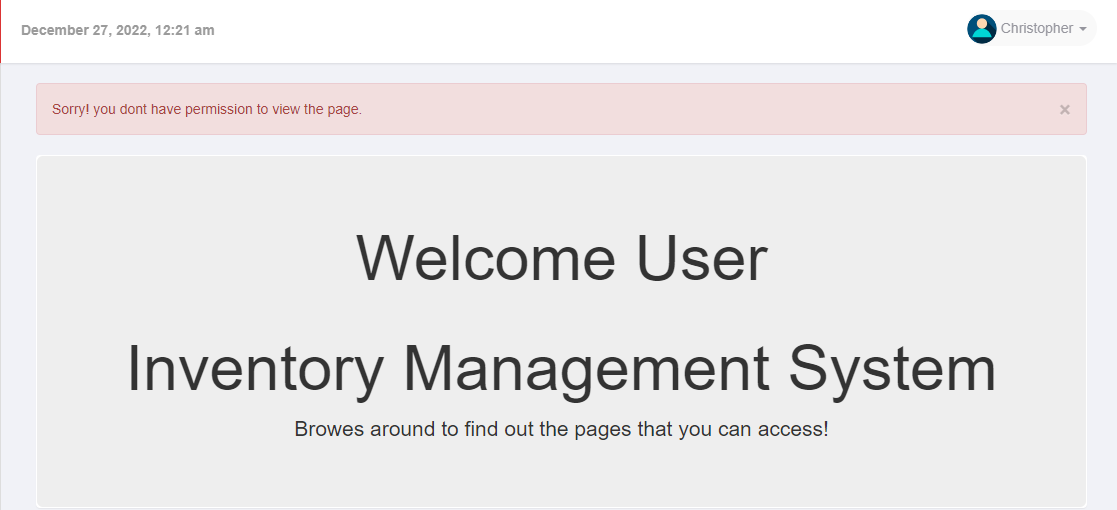 December 27, 2022, 12:21 am
Christopher
Sorry! you dont have permission to view the page.
×
Welcome User
Inventory Management System
Browes around to find out the pages that you can access!